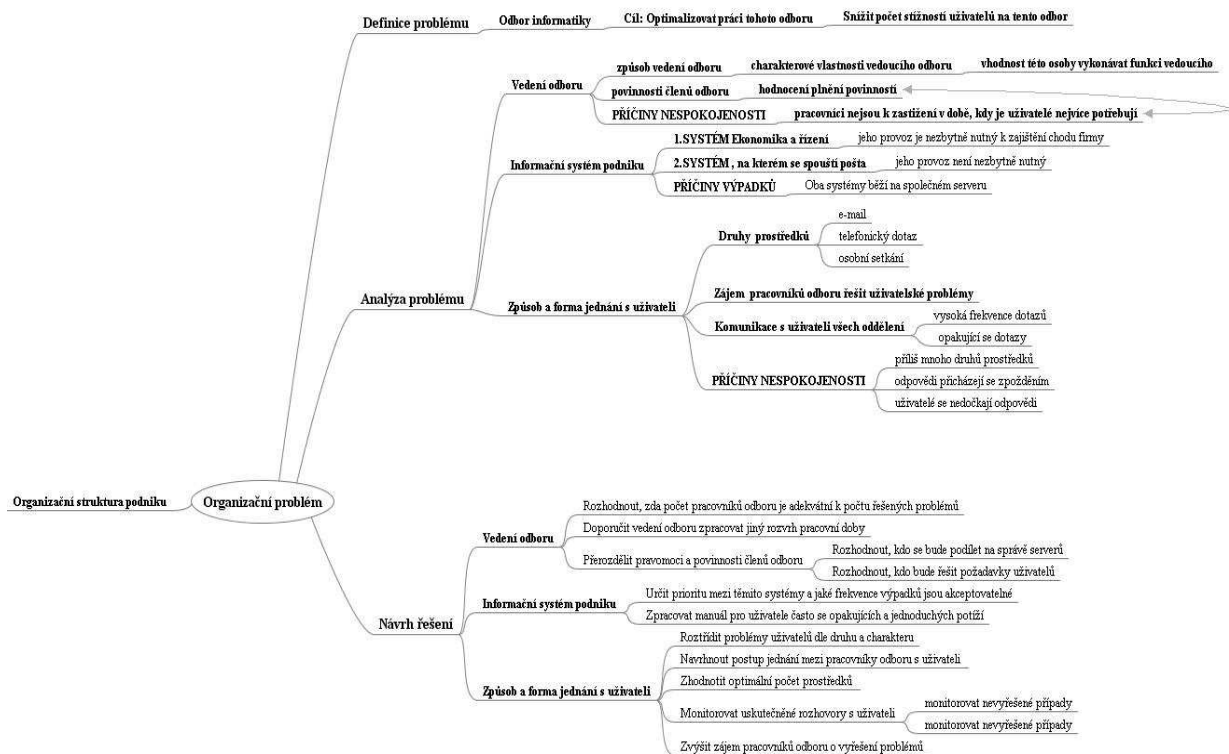 Definice problému
Odbor informatiky
Cíl: Optimalizovat práci tohoto odboru
Snížit počet stížností uživatelů na tento odbor
Vedení odboru
způsob vedení odboru
charakterové vlastnosti vedoucího odboru
vhodnost této osoby vykonávat funkci vedoucího
povinnosti členů odboru
hodnocení plnění povinností
PŘÍČINY NESPOKOJENOSTI
pracovníci nejsou k zastižení v době, kdy je uživatelé nejvíce potřebují
Informační systém podniku
1.SYSTÉM Ekonomika a řízení
jeho provoz je nezbytně nutný k zajištění chodu firmy
2.SYSTÉM , na kterém se spouští pošta
jeho provoz není nezbytně nutný
PŘÍČINY VÝPADKŮ
Oba systémy běží na společném serveru
Analýza problému
Způsob a forma jednání s uživateli
Druhy prostředků
e-mail
telefonický dotaz
osobní setkání
Zájem pracovníků odboru řešit uživatelské problémy
Komunikace s uživateli všech oddělení
vysoká frekvence dotazů
opakující se dotazy
PŘÍČINY NESPOKOJENOSTI
příliš mnoho druhů prostředků
odpovědi přicházejí se zpožděním
uživatelé se nedočkají odpovědi
Organizační struktura podniku
Organizační problém
Návrh řešení
Vedení odboru
Rozhodnout, zda počet pracovníků odboru je adekvátní k počtu řešených problémů
Doporučit vedení odboru zpracovat jiný rozvrh pracovní doby
Přerozdělit pravomoci a povinnosti členů odboru
Rozhodnout, kdo se bude podílet na správě serverů
Rozhodnout, kdo bude řešit požadavky uživatelů
Informační systém podniku
Určit prioritu mezi těmito systémy a jaké frekvence výpadků jsou akceptovatelné
Zpracovat manuál pro uživatele často se opakujících a jednoduchých potíží
Způsob a forma jednání s uživateli
Roztřídit problémy uživatelů dle druhu a charakteru
Navrhnout postup jednání mezi pracovníky odboru s uživateli
Zhodnotit optimální počet prostředků
Monitorovat uskutečněné rozhovory s uživateli
monitorovat nevyřešené případy
monitorovat nevyřešené případy
Zvýšit zájem pracovníků odboru o vyřešení problémů